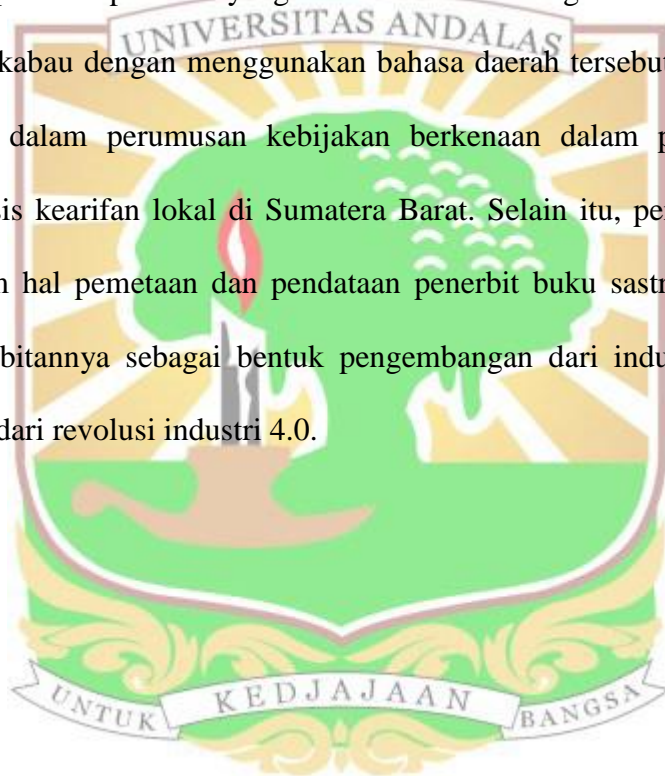 UNIVERSITAS ANDALAS
kabau dengan menggunakan bahasa daerah tersebut
dalam perumusan kebijakan berkenaan dalam p
sis kearifan lokal di Sumatera Barat. Selain itu, pe
hal pemetaan dan pendataan penerbit buku sastr
bitannya sebagai bentuk pengembangan dari indu
dari revolusi industri 4.0.
UNTUK KEDJAJAAN BANGSA